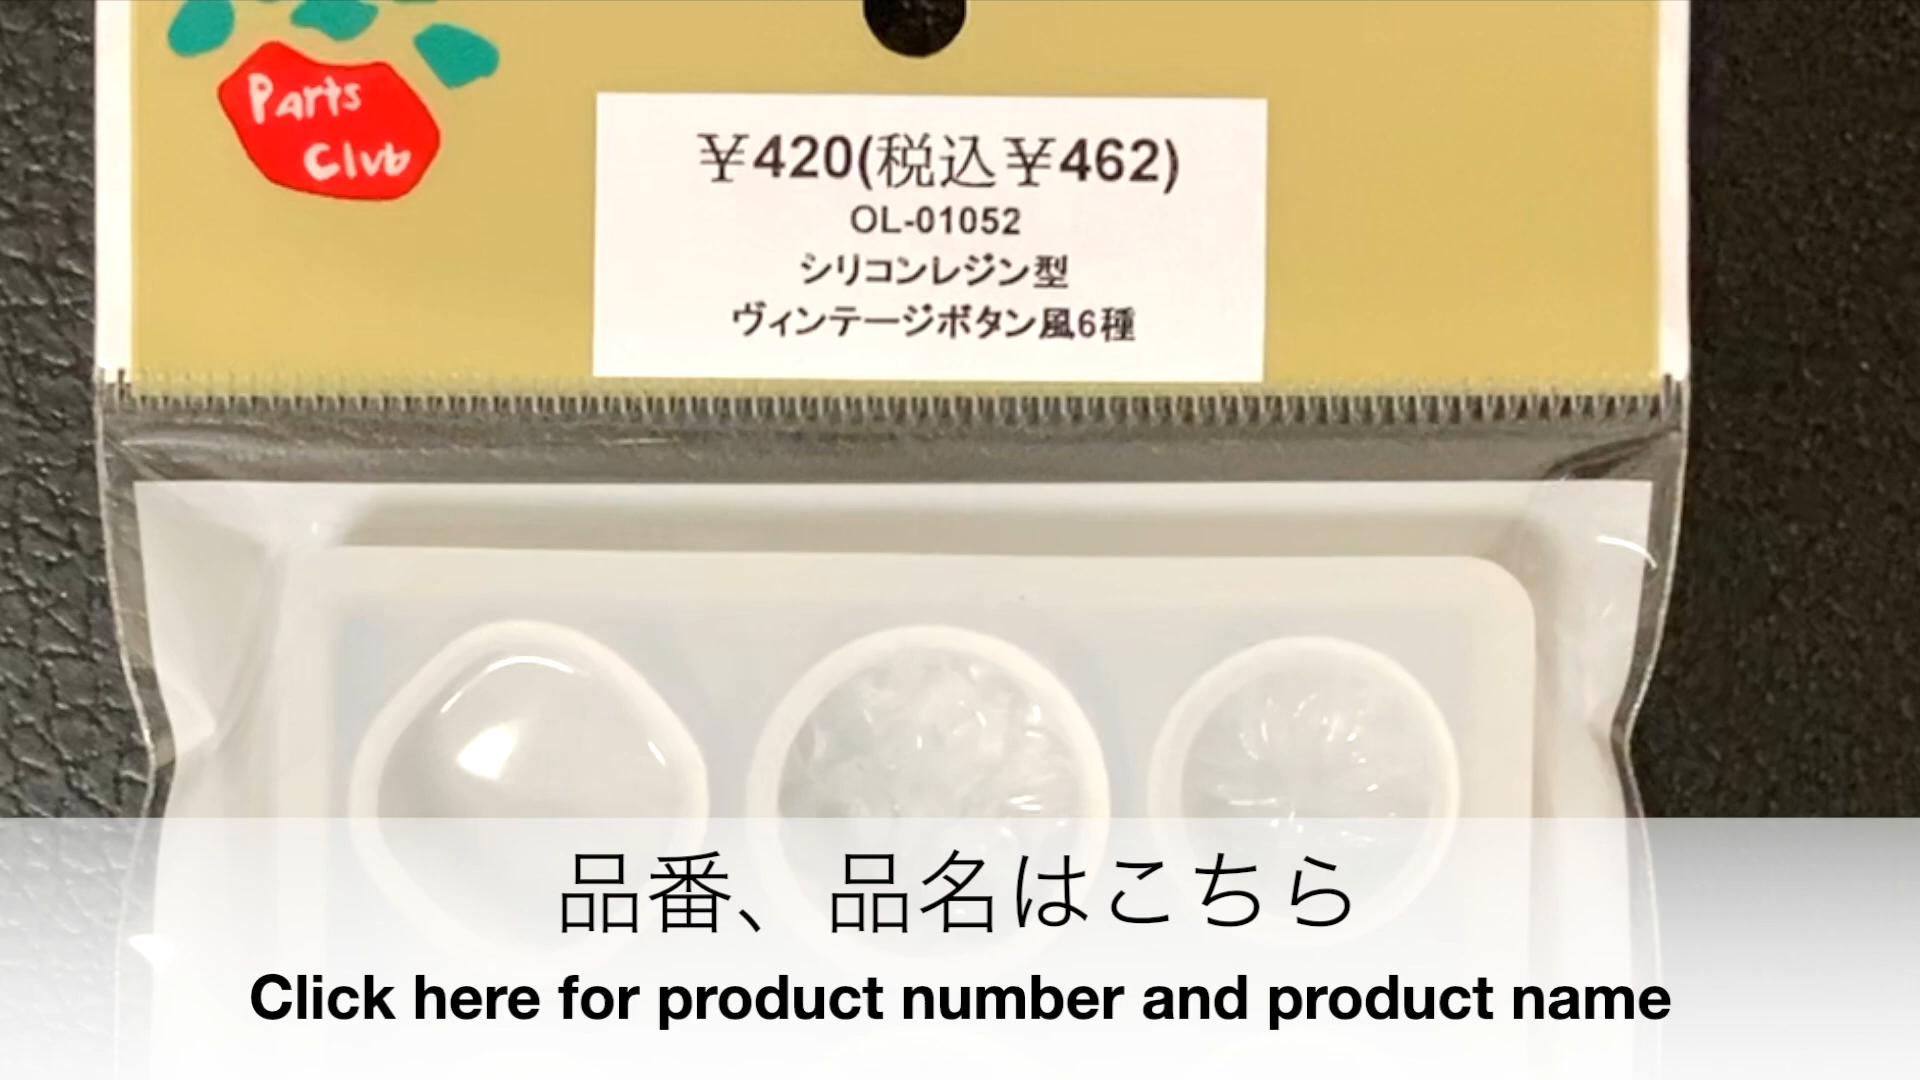 Parts
Club
￥420(税込￥462)
OL-01052
シリコンレジン型
ヴィンテージボタン風6種
品番、品名はこちら
Click here for product number and product name